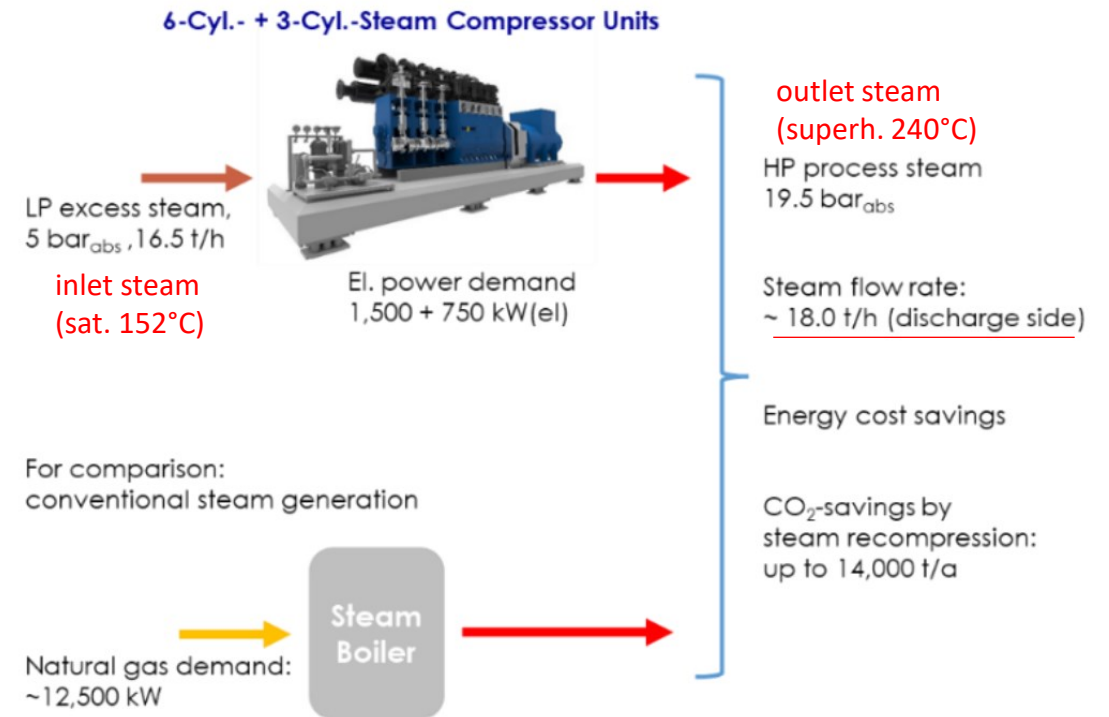 6-Cyl.- + 3-Cyl.-Steam Compressor Units
LP excess steam,
5 bar_abs ,16.5 t/h
inlet steam
(sat. 152°C)
El. power demand
1,500 + 750 kW(el)
outlet steam
(superh. 240°C)
HP process steam
19.5 bar_abs
Steam flow rate:
~ 18.0 t/h (discharge side)
Energy cost savings
CO₂-savings by
steam recompression:
up to 14,000 t/a
For comparison:
conventional steam generation
Steam
Boiler
Natural gas demand:
~12,500 kW